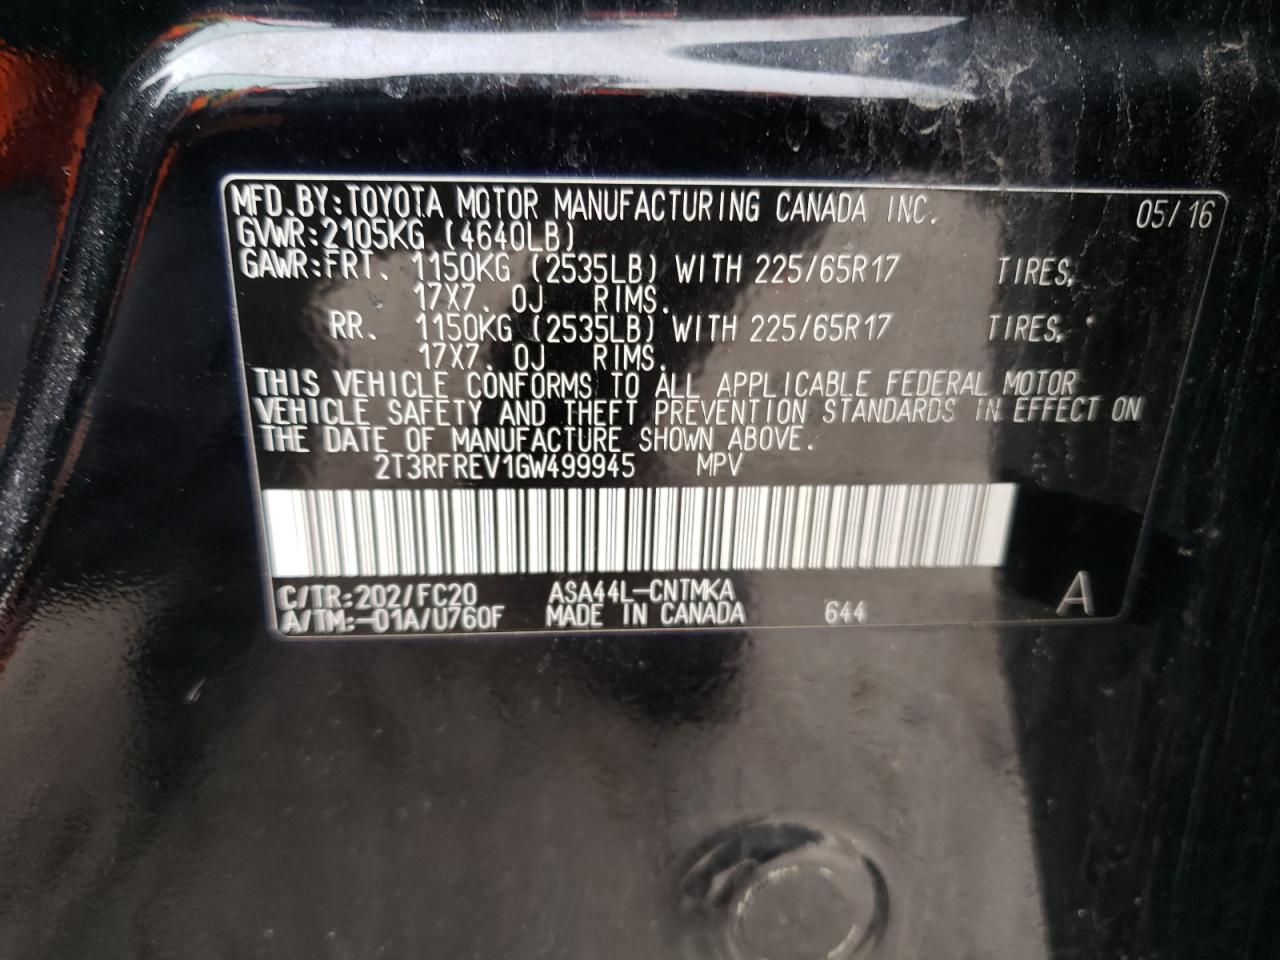 MFD.BY:TOYOTA MOTOR MANUFACTURING CANADA INC. 05/16
GVWR:2105KG (4640LB)
GAWR:FRT. 1150KG (2535LB) WITH 225/65R17 TIRES,
17X7.0J RIMS.
RR. 1150KG (2535LB) WITH 225/65R17 TIRES,
17X7.0J RIMS.
THIS VEHICLE CONFORMS TO ALL APPLICABLE FEDERAL MOTOR
VEHICLE SAFETY AND THEFT PREVENTION STANDARDS IN EFFECT ON
THE DATE OF MANUFACTURE SHOWN ABOVE.
2T3RFREV1GW499945 MPV
C/TR:202/FC20 ASA44L-CNTMKA A
A/TM:-01A/U760F MADE IN CANADA 644